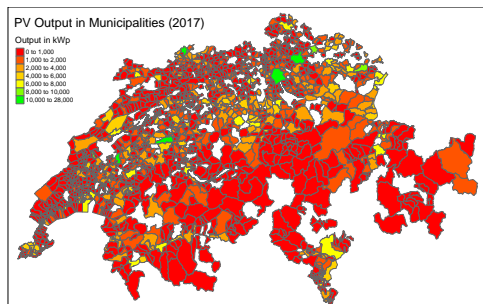 PV Output in Municipalities (2017)
Output in kWp
0 to 1,000
1,000 to 2,000
2,000 to 4,000
4,000 to 6,000
6,000 to 8,000
8,000 to 10,000
10,000 to 28,000